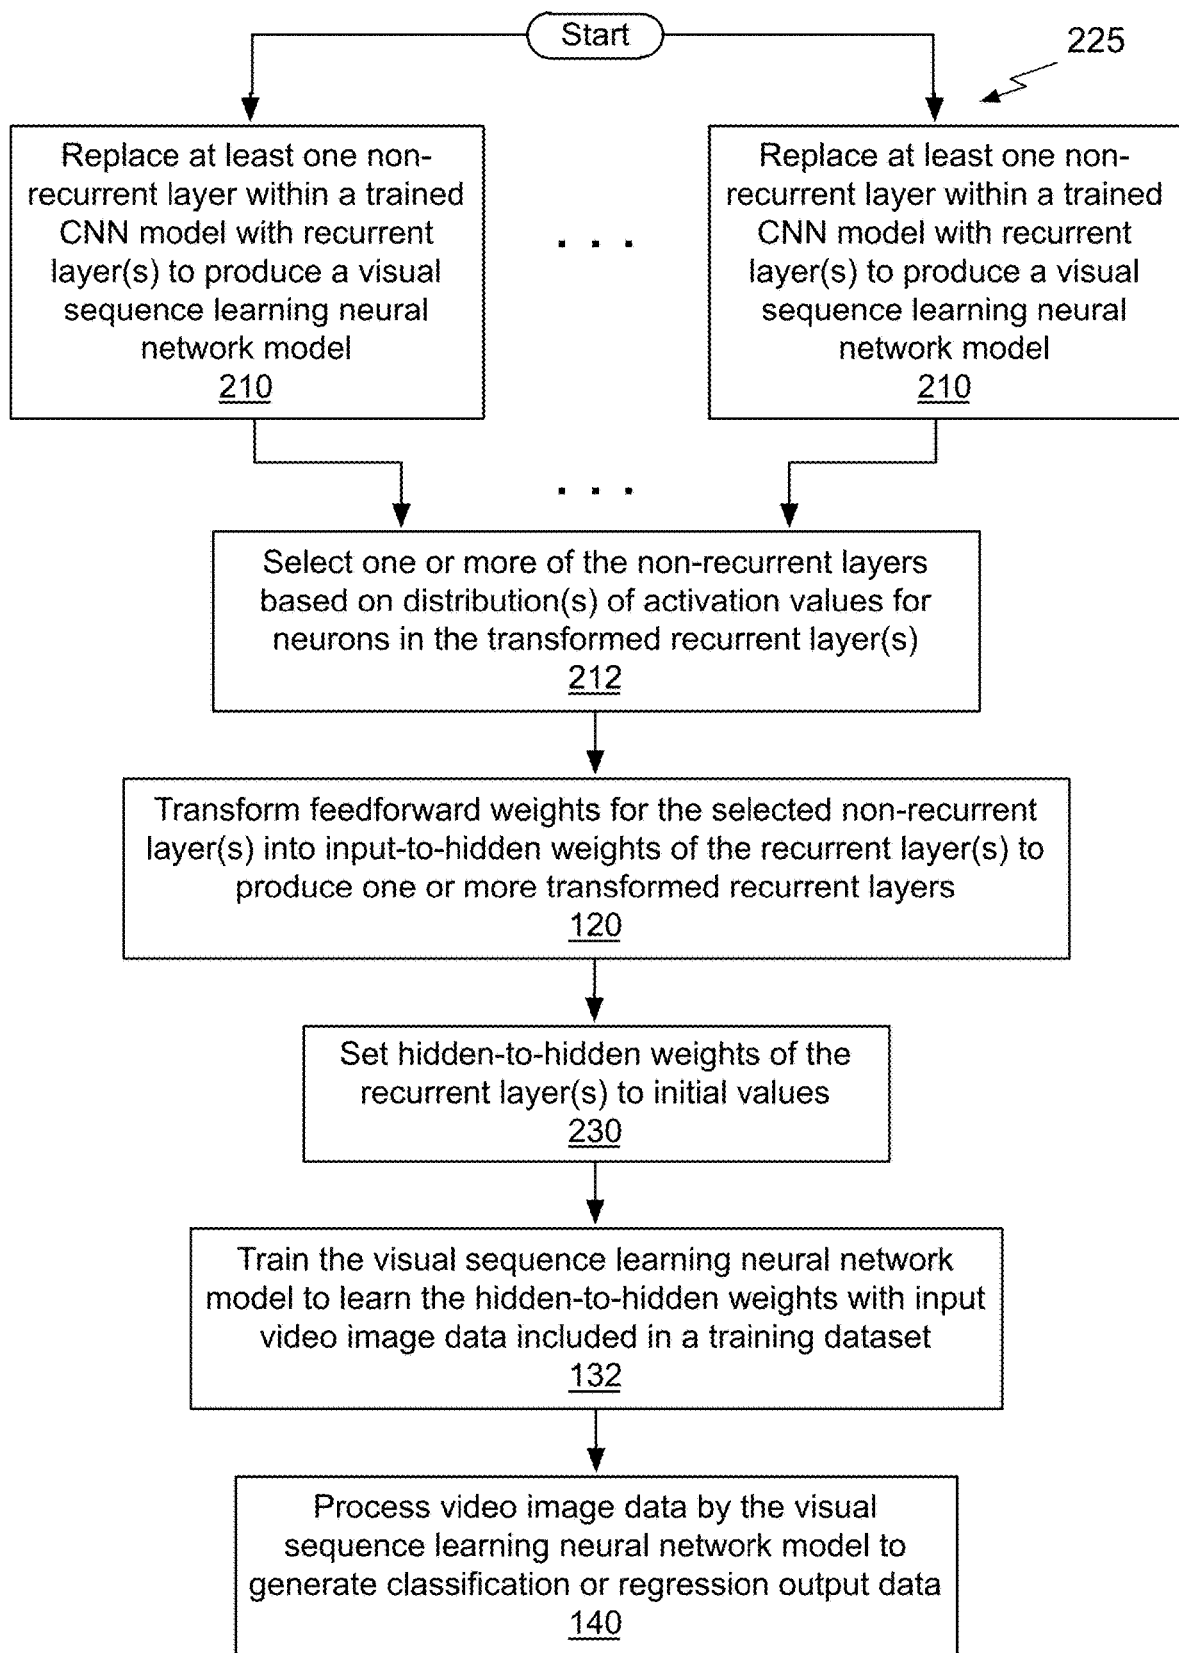 Start
225
Replace at least one non-
recurrent layer within a trained
CNN model with recurrent
layer(s) to produce a visual
sequence learning neural
network model
210
. . .
Replace at least one non-
recurrent layer within a trained
CNN model with recurrent
layer(s) to produce a visual
sequence learning neural
network model
210
. . .
Select one or more of the non-recurrent layers
based on distribution(s) of activation values for
neurons in the transformed recurrent layer(s)
212
Transform feedforward weights for the selected non-recurrent
layer(s) into input-to-hidden weights of the recurrent layer(s) to
produce one or more transformed recurrent layers
120
Set hidden-to-hidden weights of the
recurrent layer(s) to initial values
230
Train the visual sequence learning neural network
model to learn the hidden-to-hidden weights with input
video image data included in a training dataset
132
Process video image data by the visual
sequence learning neural network model to
generate classification or regression output data
140